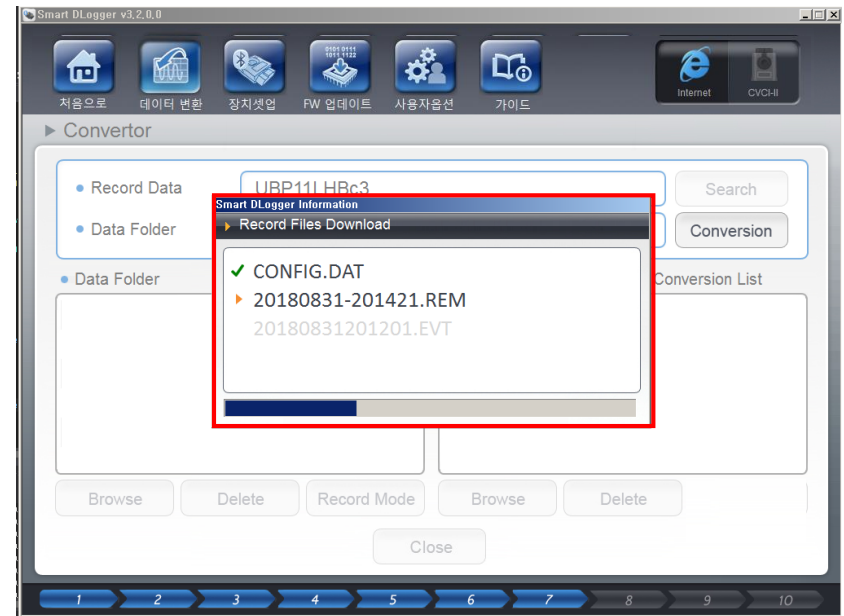 Smart DLogger v3,2,0,0
0101 0111
1011 1122
처음으로 데이터 변환 장치셋업 FW 업데이트 사용자옵션 가이드 Internet CVCI-II
Convertor
Record Data UBP11LHBc3 Search
Smart DLogger Information
Record Files Download
Data Folder Conversion
CONFIG.DAT
Data Folder Conversion List
20180831-201421.REM
20180831201201.EVT
Browse Delete Record Mode Browse Delete
Close
1 2 3 4 5 6 7 8 9 10